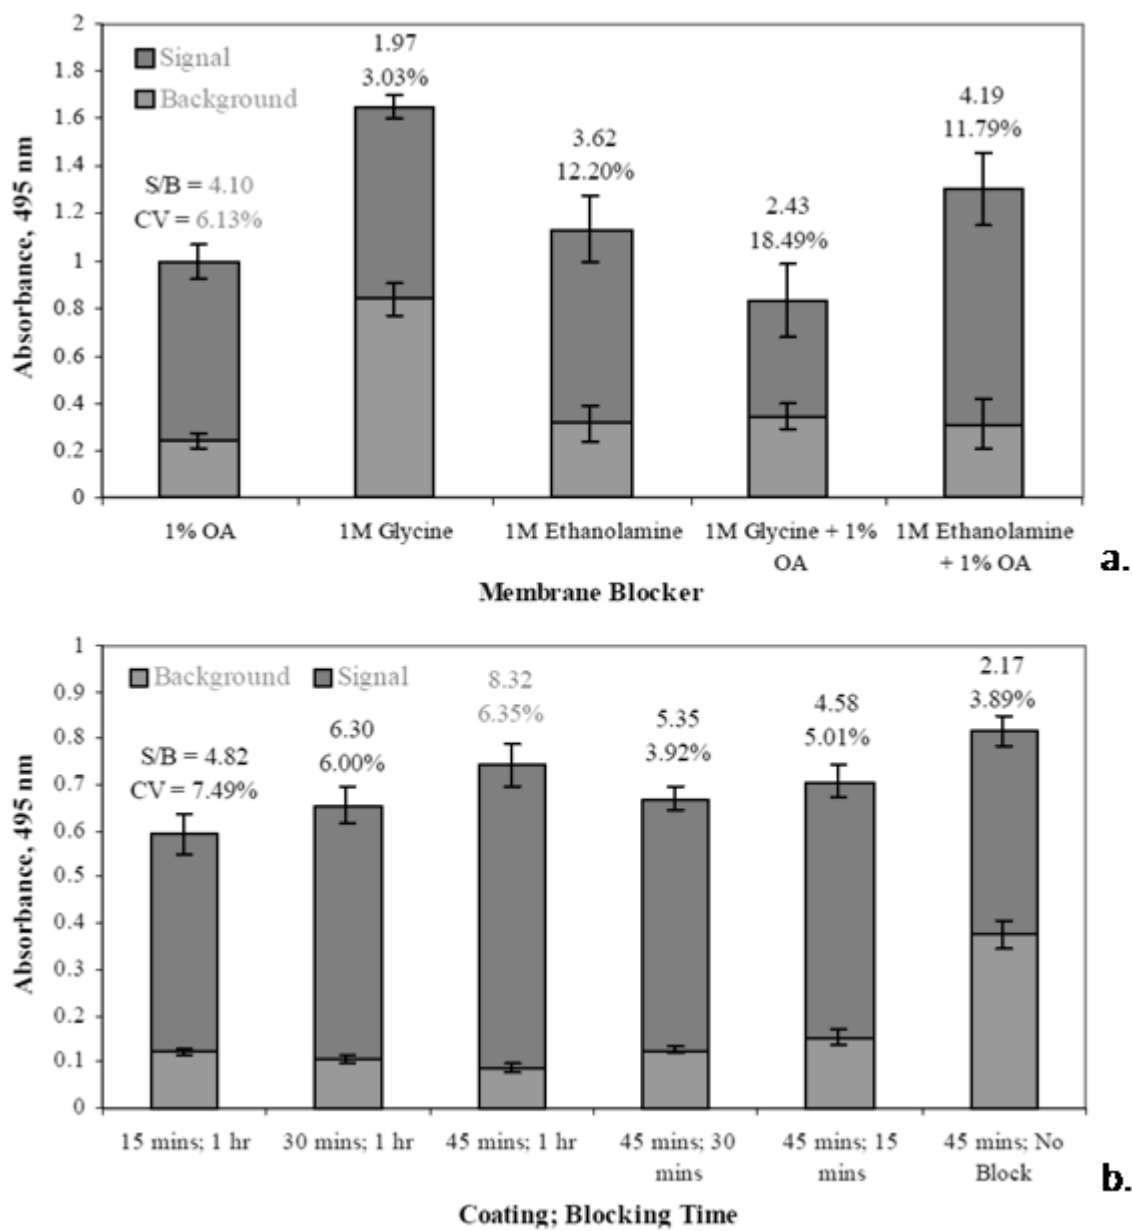 2
1.8
1.6
1.4
1.2
1
0.8
0.6
0.4
0.2
0
Absorbance, 495 nm
Signal
Background
S/B = 4.10
CV = 6.13%
1.97
3.03%
3.62
12.20%
2.43
18.49%
4.19
11.79%
1% OA
1M Glycine
1M Ethanolamine
1M Glycine + 1%
OA
1M Ethanolamine
+ 1% OA
Membrane Blocker
a.
1
0.9
0.8
0.7
0.6
0.5
0.4
0.3
0.2
0.1
0
Absorbance, 495 nm
Background
Signal
S/B = 4.82
CV = 7.49%
6.30
6.00%
8.32
6.35%
5.35
3.92%
4.58
5.01%
2.17
3.89%
15 mins; 1 hr
30 mins; 1 hr
45 mins; 1 hr
45 mins; 30
mins
45 mins; 15
mins
45 mins; No
Block
Coating; Blocking Time
b.